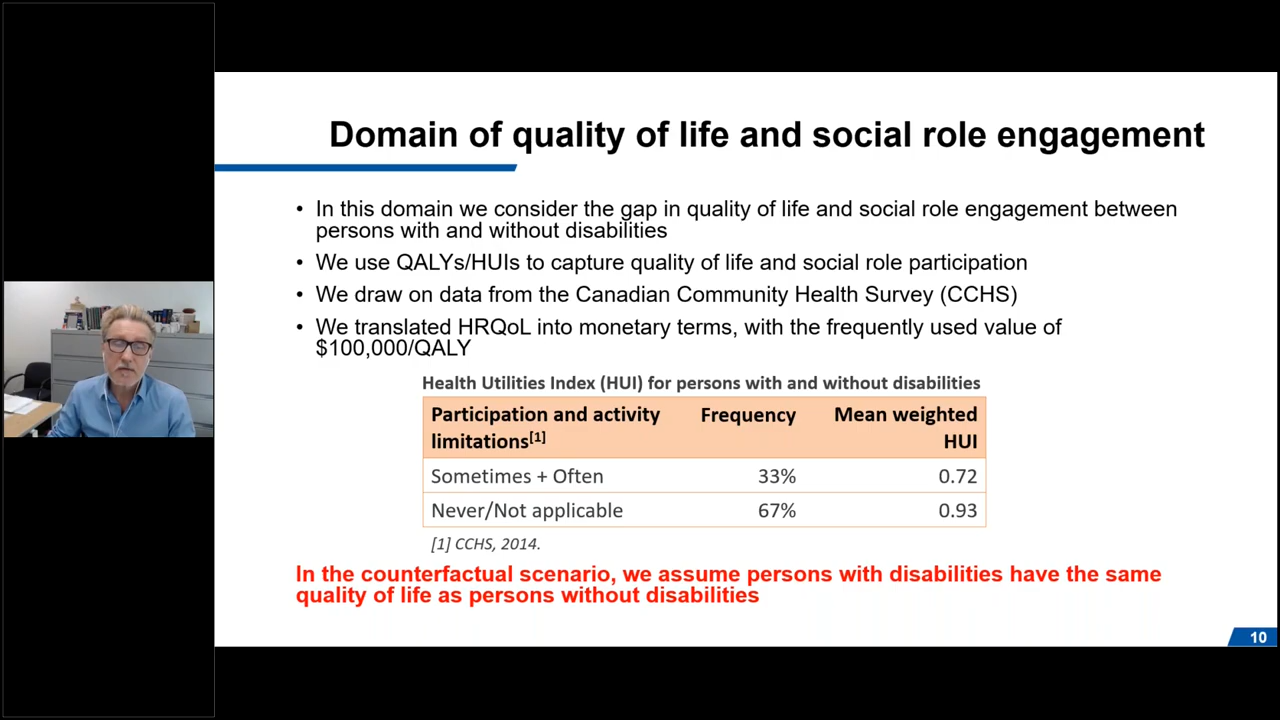 Domain of quality of life and social role engagement
• In this domain we consider the gap in quality of life and social role engagement between
persons with and without disabilities
• We use QALYs/HUIs to capture quality of life and social role participation
• We draw on data from the Canadian Community Health Survey (CCHS)
• We translated HRQoL into monetary terms, with the frequently used value of
$100,000/QALY
Health Utilities Index (HUI) for persons with and without disabilities
Participation and activity limitations[1] Frequency Mean weighted HUI
Sometimes + Often 33% 0.72
Never/Not applicable 67% 0.93
[1] CCHS, 2014.
In the counterfactual scenario, we assume persons with disabilities have the same
quality of life as persons without disabilities
10